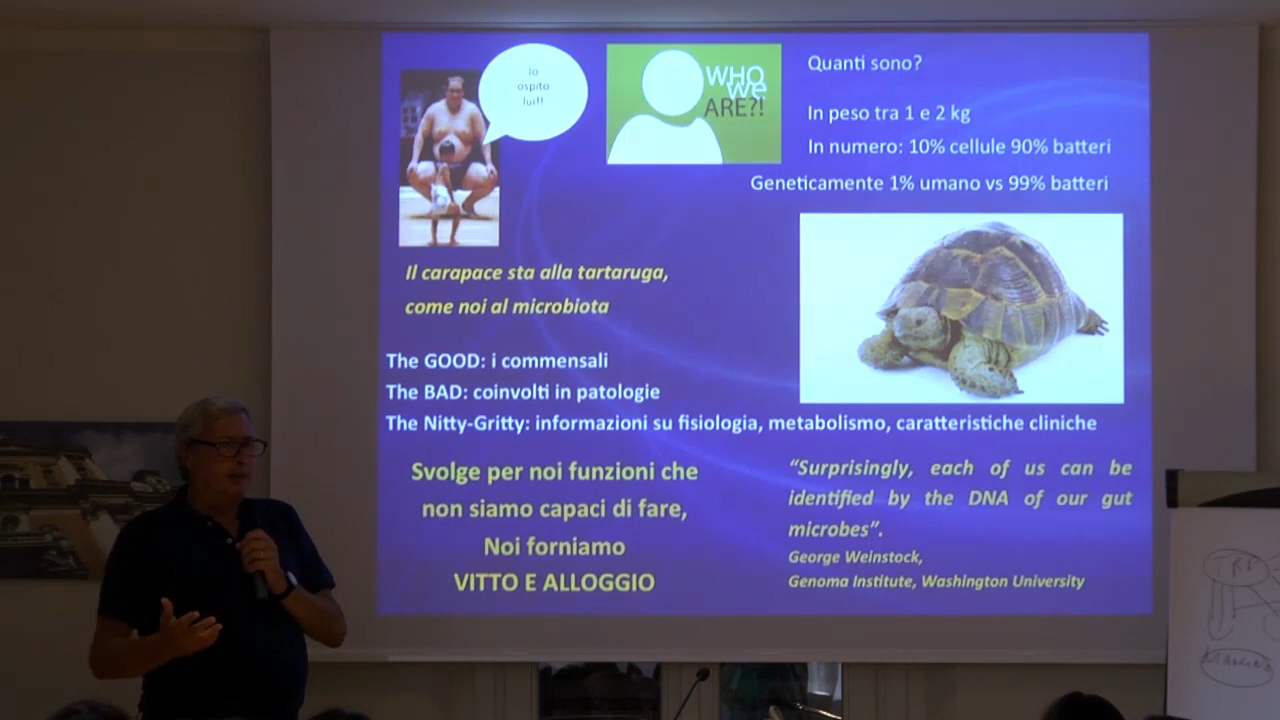 Io
ospito
lui!!
WHO
we
ARE?!
Quanti sono?
In peso tra 1 e 2 kg
In numero: 10% cellule 90% batteri
Geneticamente 1% umano vs 99% batteri
Il carapace sta alla tartaruga,
come noi al microbiota
The GOOD: i commensali
The BAD: coinvolti in patologie
The Nitty-Gritty: informazioni su fisiologia, metabolismo, caratteristiche cliniche
Svolge per noi funzioni che
non siamo capaci di fare,
Noi forniamo
VITTO E ALLOGGIO
“Surprisingly, each of us can be
identified by the DNA of our gut
microbes”.
George Weinstock,
Genoma Institute, Washington University